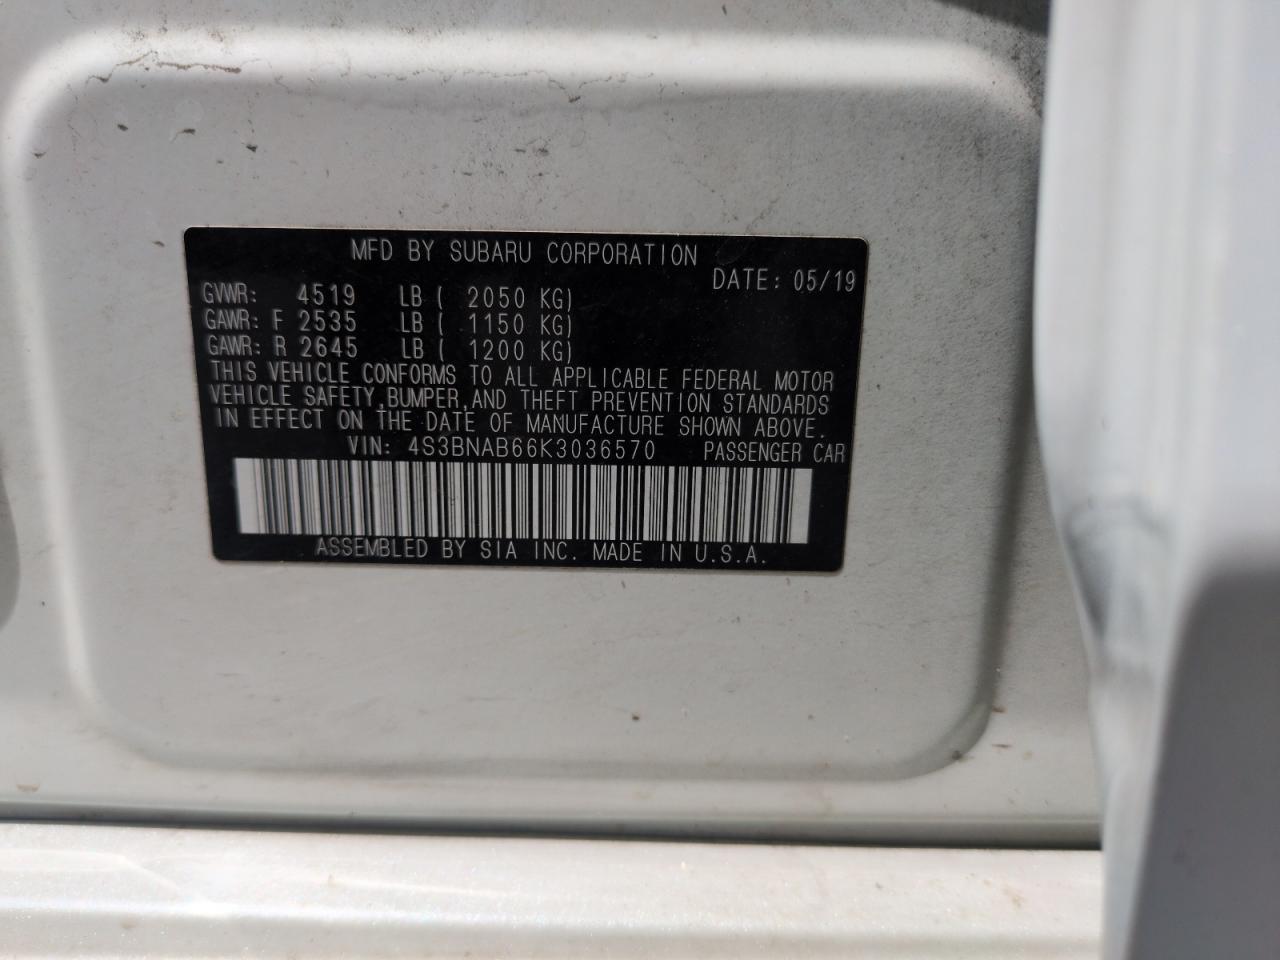 MFD BY SUBARU CORPORATION
DATE: 05/19
GVWR: 4519 LB ( 2050 KG)
GAWR: F 2535 LB ( 1150 KG)
GAWR: R 2645 LB ( 1200 KG)
THIS VEHICLE CONFORMS TO ALL APPLICABLE FEDERAL MOTOR
VEHICLE SAFETY,BUMPER,AND THEFT PREVENTION STANDARDS
IN EFFECT ON THE DATE OF MANUFACTURE SHOWN ABOVE.
VIN: 4S3BNAB66K3036570 PASSENGER CAR
ASSEMBLED BY SIA INC. MADE IN U.S.A.